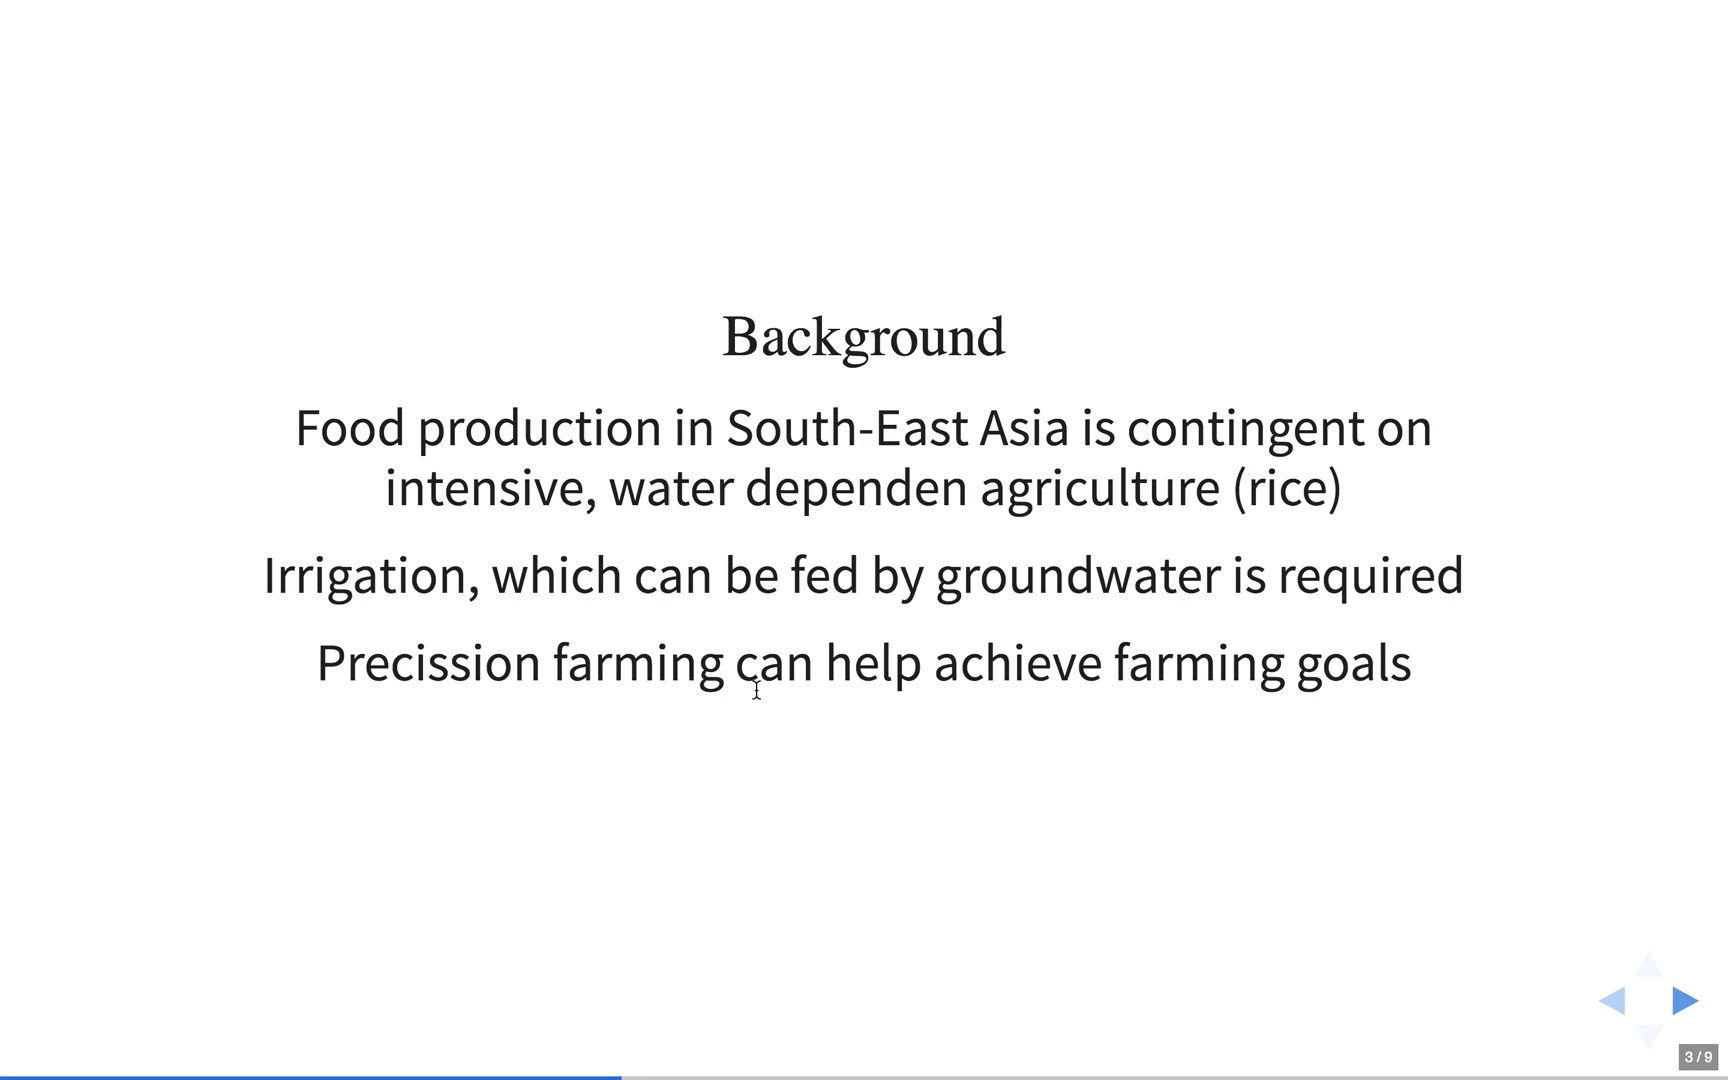 Background
Food production in South-East Asia is contingent on
intensive, water dependen agriculture (rice)
Irrigation, which can be fed by groundwater is required
Precission farming can help achieve farming goals
3 / 9